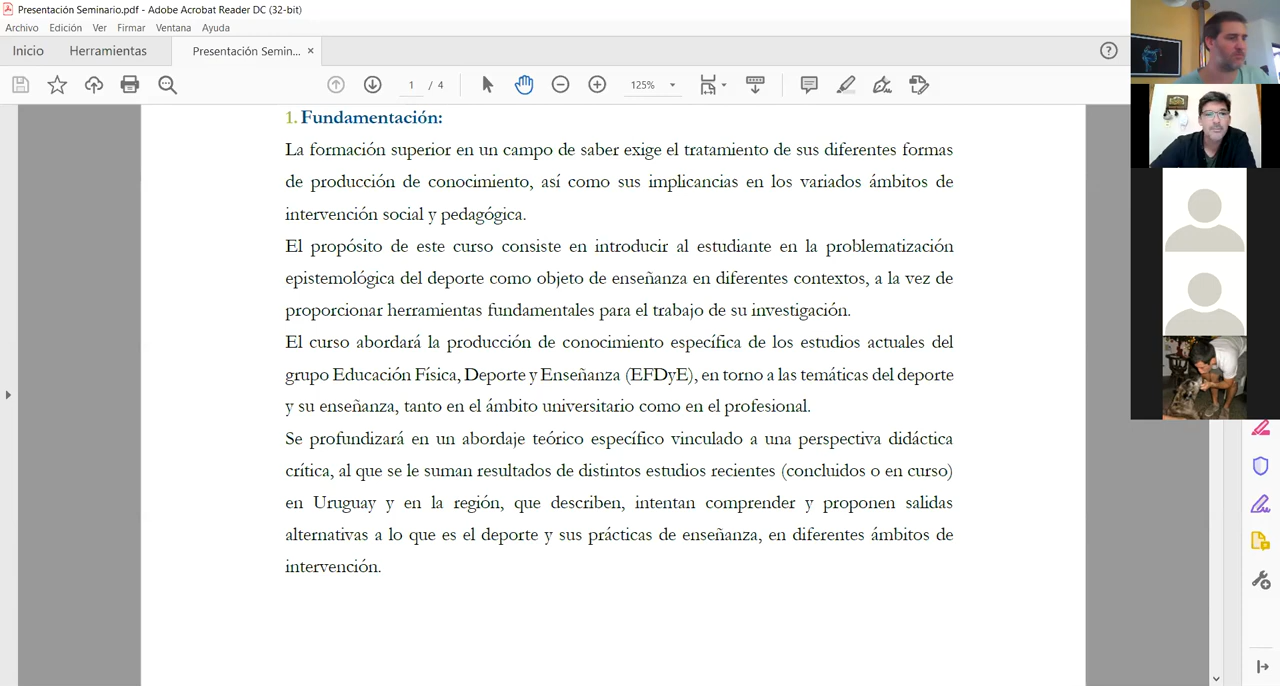 Presentación Seminario.pdf - Adobe Acrobat Reader DC (32-bit)
Archivo Edición Ver Firmar Ventana Ayuda
Inicio Herramientas Presentación Semin... ×
1 / 4 125%
1. Fundamentación:
La formación superior en un campo de saber exige el tratamiento de sus diferentes formas
de producción de conocimiento, así como sus implicancias en los variados ámbitos de
intervención social y pedagógica.
El propósito de este curso consiste en introducir al estudiante en la problematización
epistemológica del deporte como objeto de enseñanza en diferentes contextos, a la vez de
proporcionar herramientas fundamentales para el trabajo de su investigación.
El curso abordará la producción de conocimiento específica de los estudios actuales del
grupo Educación Física, Deporte y Enseñanza (EFDyE), en torno a las temáticas del deporte
y su enseñanza, tanto en el ámbito universitario como en el profesional.
Se profundizará en un abordaje teórico específico vinculado a una perspectiva didáctica
crítica, al que se le suman resultados de distintos estudios recientes (concluidos o en curso)
en Uruguay y en la región, que describen, intentan comprender y proponen salidas
alternativas a lo que es el deporte y sus prácticas de enseñanza, en diferentes ámbitos de
intervención.